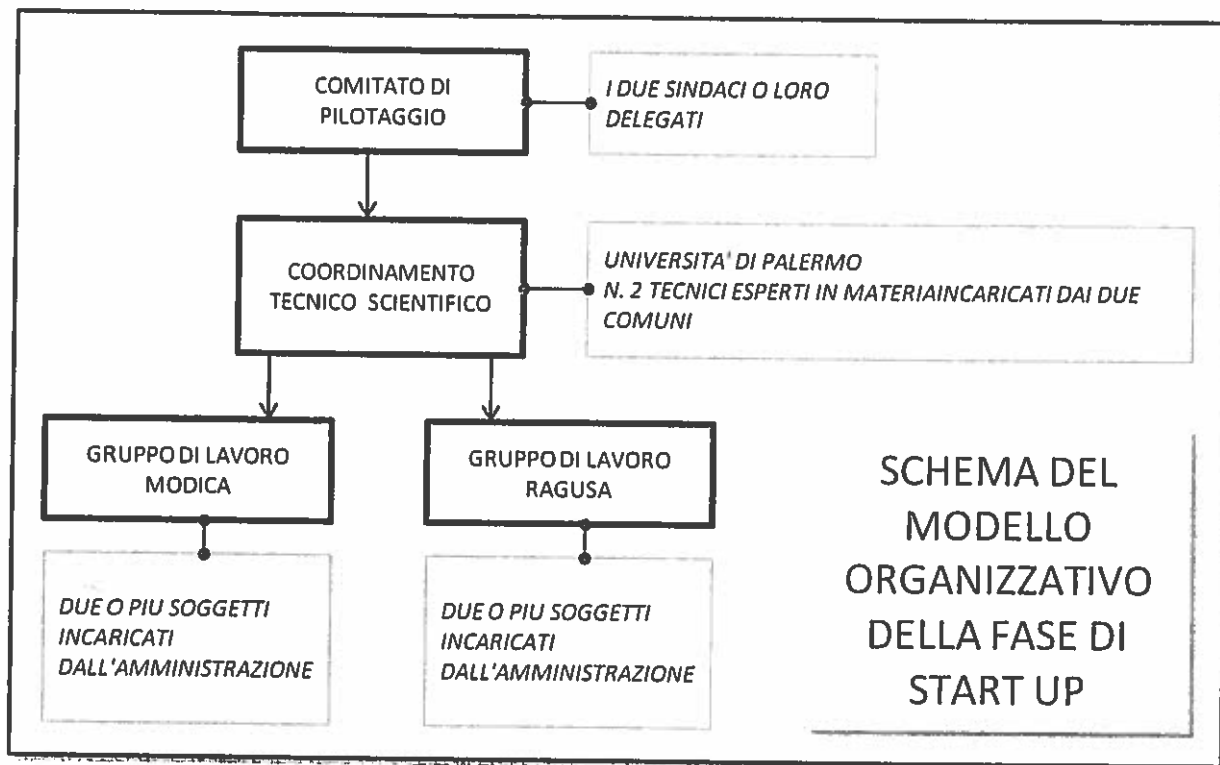 COMITATO DI
PILOTAGGIO
I DUE SINDACI O LORO
DELEGATI
COORDINAMENTO
TECNICO SCIENTIFICO
UNIVERSITA' DI PALERMO
N. 2 TECNICI ESPERTI IN MATERIAINCARICATI DAI DUE
COMUNI
GRUPPO DI LAVORO
MODICA
GRUPPO DI LAVORO
RAGUSA
DUE O PIU SOGGETTI
INCARICATI
DALL'AMMINISTRAZIONE
DUE O PIU SOGGETTI
INCARICATI
DALL'AMMINISTRAZIONE
SCHEMA DEL
MODELLO
ORGANIZZATIVO
DELLA FASE DI
START UP